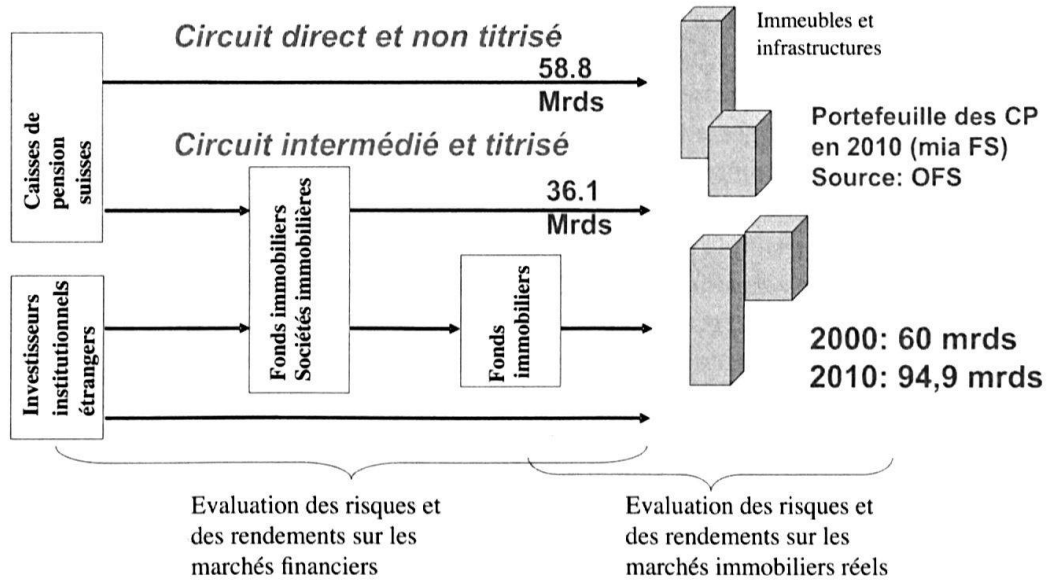 Circuit direct et non titrisé
58.8
Mrds
Immeubles et
infrastructures
Caisses de
pension
suisses
Portefeuille des CP
en 2010 (mia FS)
Source: OFS
Circuit intermédié et titrisé
36.1
Mrds
Fonds immobiliers
Sociétés immobilières
Fonds
immobiliers
Investisseurs
institutionnels
étrangers
2000: 60 mrds
2010: 94,9 mrds
Evaluation des risques et
des rendements sur les
marchés financiers
Evaluation des risques et
des rendements sur les
marchés immobiliers réels